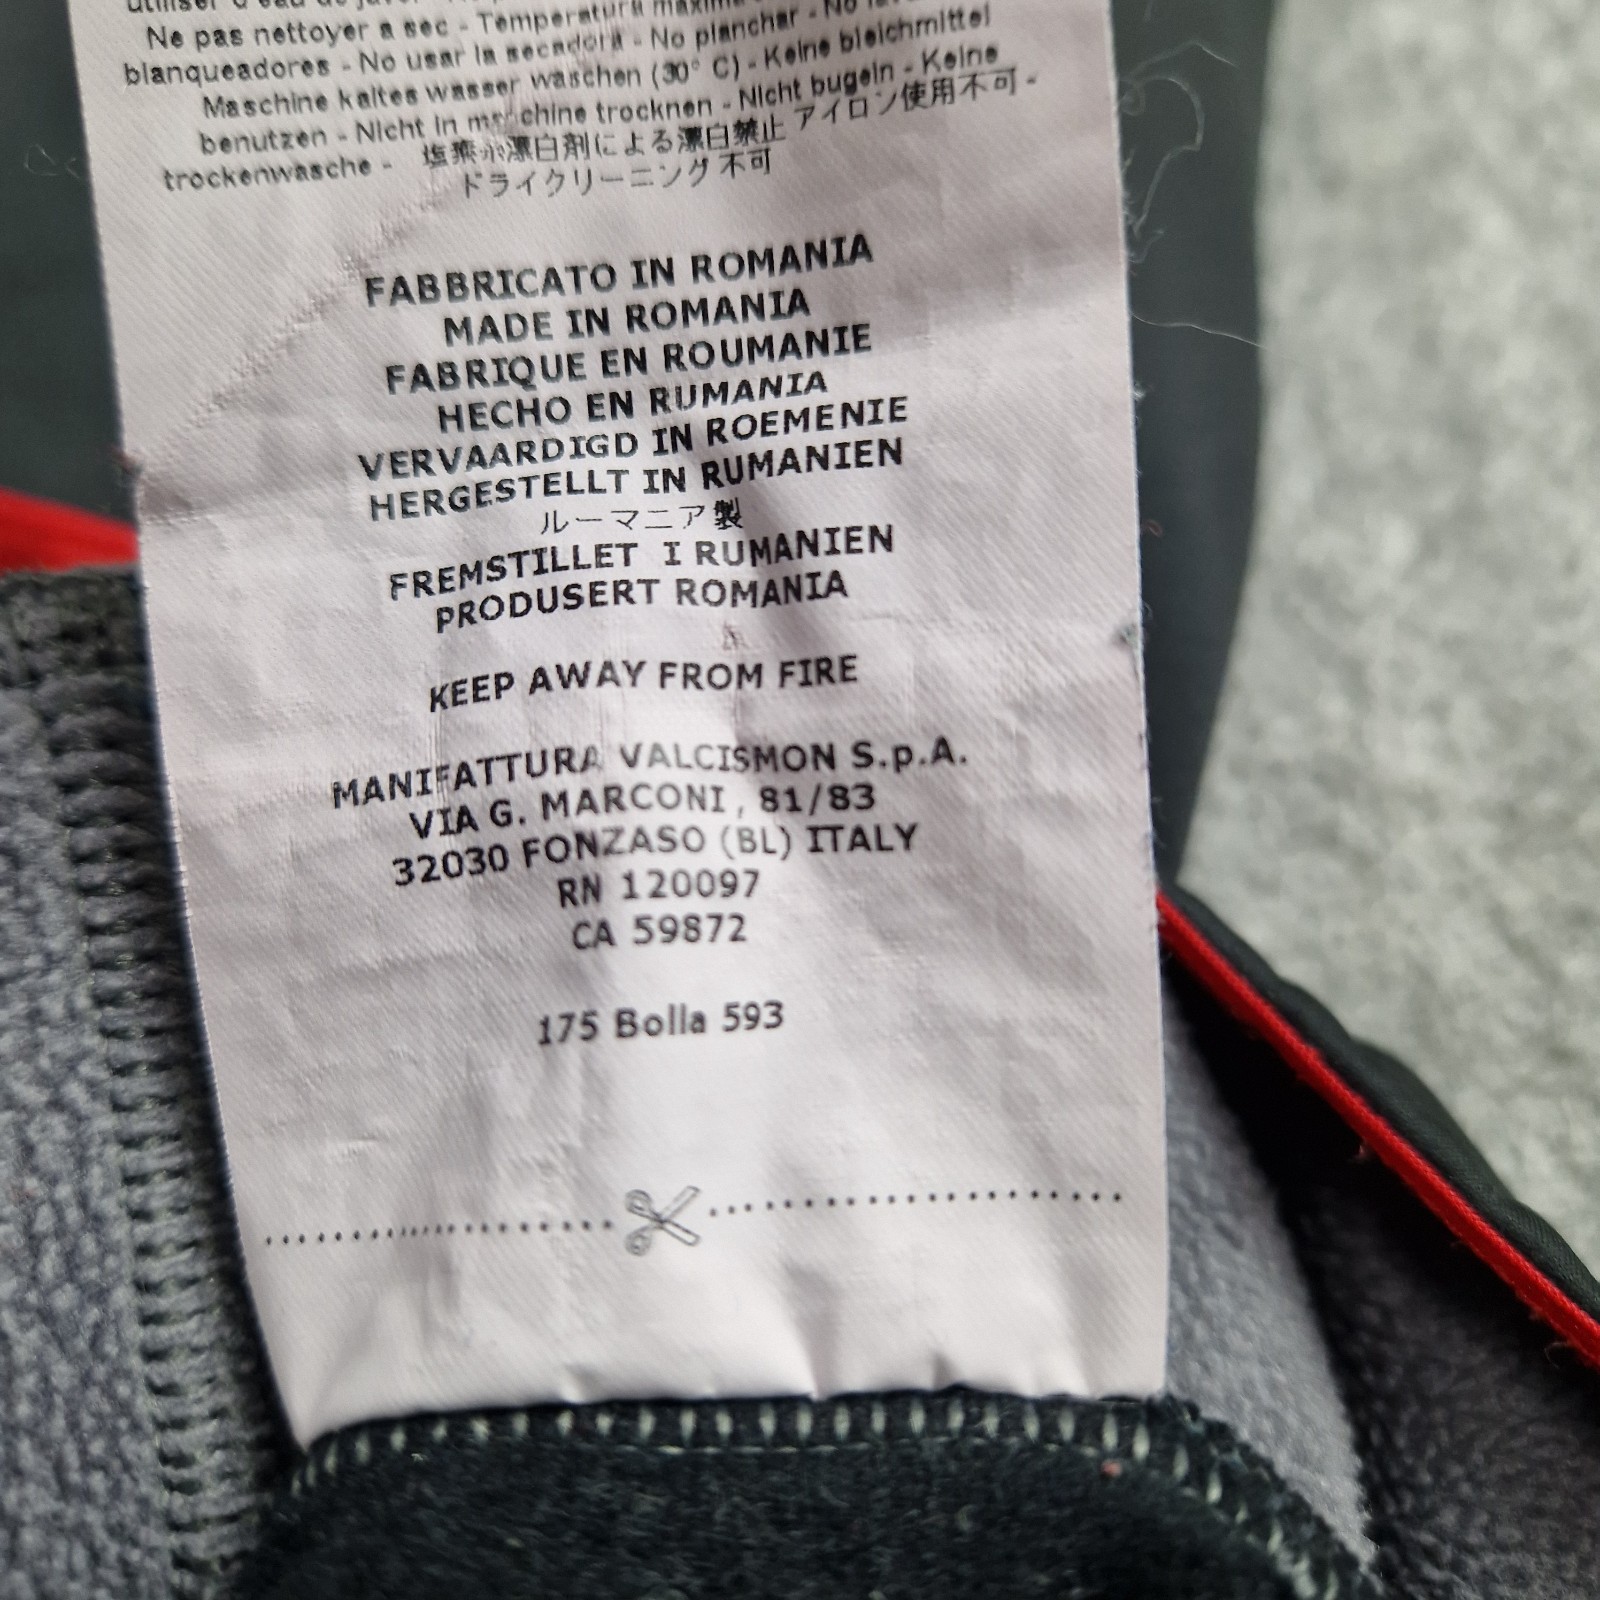 Ne pas nettoyer a sec - Temperatura
blanqueadores - No usar la secadora - No planchar - No
Maschine kaltes wasser waschen (30° C) - Keine bleichmittel
benutzen - Nicht in maschine trocknen - Nicht bugeln - Keine
trockenwasche - 塩素系漂白剤による漂白禁止 アイロン使用不可 -
ドライクリーニング不可
FABBRICATO IN ROMANIA
MADE IN ROMANIA
FABRIQUE EN ROUMANIE
HECHO EN RUMANIA
VERVAARDIGD IN ROEMENIE
HERGESTELLT IN RUMANIEN
ルーマニア製
FREMSTILLET I RUMANIEN
PRODUSERT ROMANIA
KEEP AWAY FROM FIRE
MANIFATTURA VALCISMON S.p.A.
VIA G. MARCONI, 81/83
32030 FONZASO (BL) ITALY
RN 120097
CA 59872
175 Bolla 593